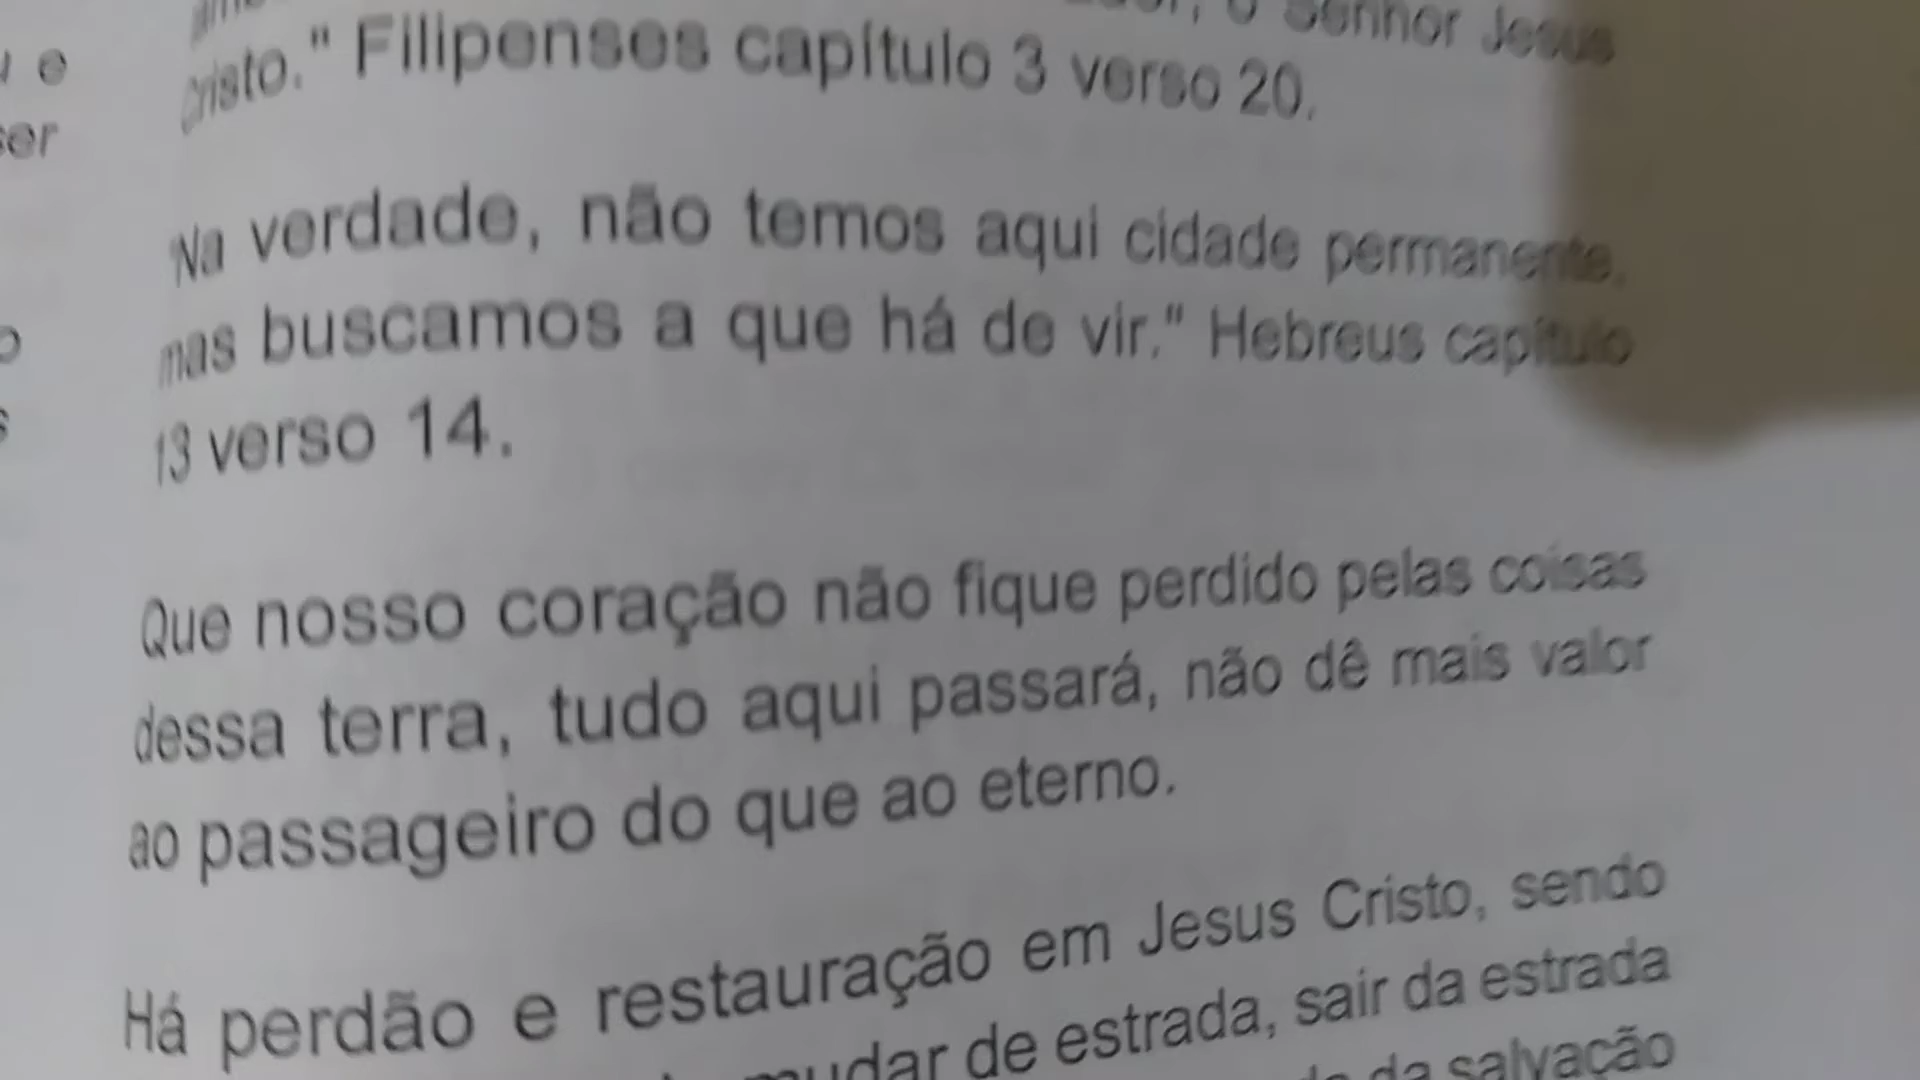 o Senhor Jesus
cristo." Filipenses capítulo 3 verso 20.
Na verdade, não temos aqui cidade permanente,
mas buscamos a que há de vir." Hebreus capítulo
13 verso 14.
Que nosso coração não fique perdido pelas coisas
dessa terra, tudo aqui passará, não dê mais valor
ao passageiro do que ao eterno.
Há perdão e restauração em Jesus Cristo, sendo
mudar de estrada, sair da estrada
da salvação